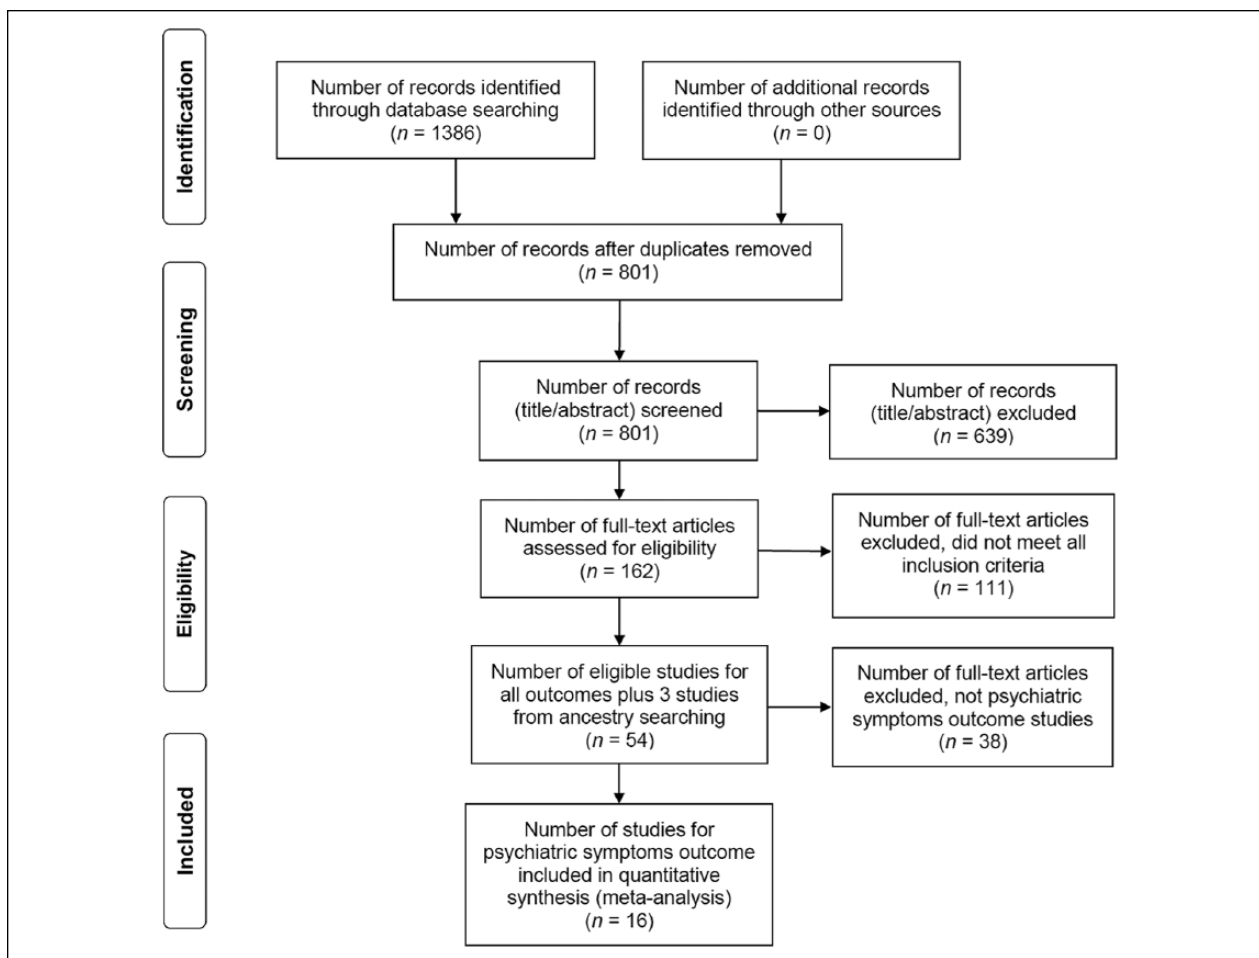 Identification
Number of records identified
through database searching
(n = 1386)
Number of additional records
identified through other sources
(n = 0)
Number of records after duplicates removed
(n = 801)
Screening
Number of records
(title/abstract) screened
(n = 801)
Number of records
(title/abstract) excluded
(n = 639)
Eligibility
Number of full-text articles
assessed for eligibility
(n = 162)
Number of full-text articles
excluded, did not meet all
inclusion criteria
(n = 111)
Number of eligible studies for
all outcomes plus 3 studies
from ancestry searching
(n = 54)
Number of full-text articles
excluded, not psychiatric
symptoms outcome studies
(n = 38)
Included
Number of studies for
psychiatric symptoms outcome
included in quantitative
synthesis (meta-analysis)
(n = 16)